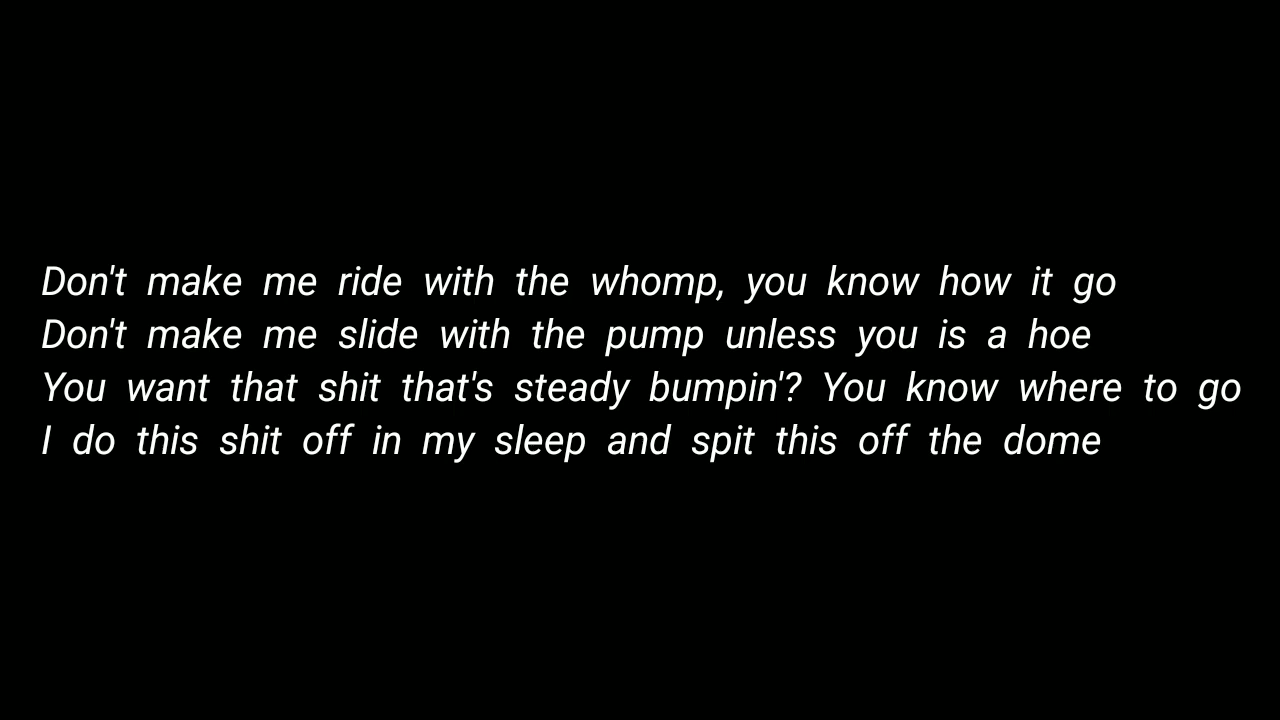 Don't make me ride with the whomp, you know how it go
Don't make me slide with the pump unless you is a hoe
You want that shit that's steady bumpin'? You know where to go
I do this shit off in my sleep and spit this off the dome